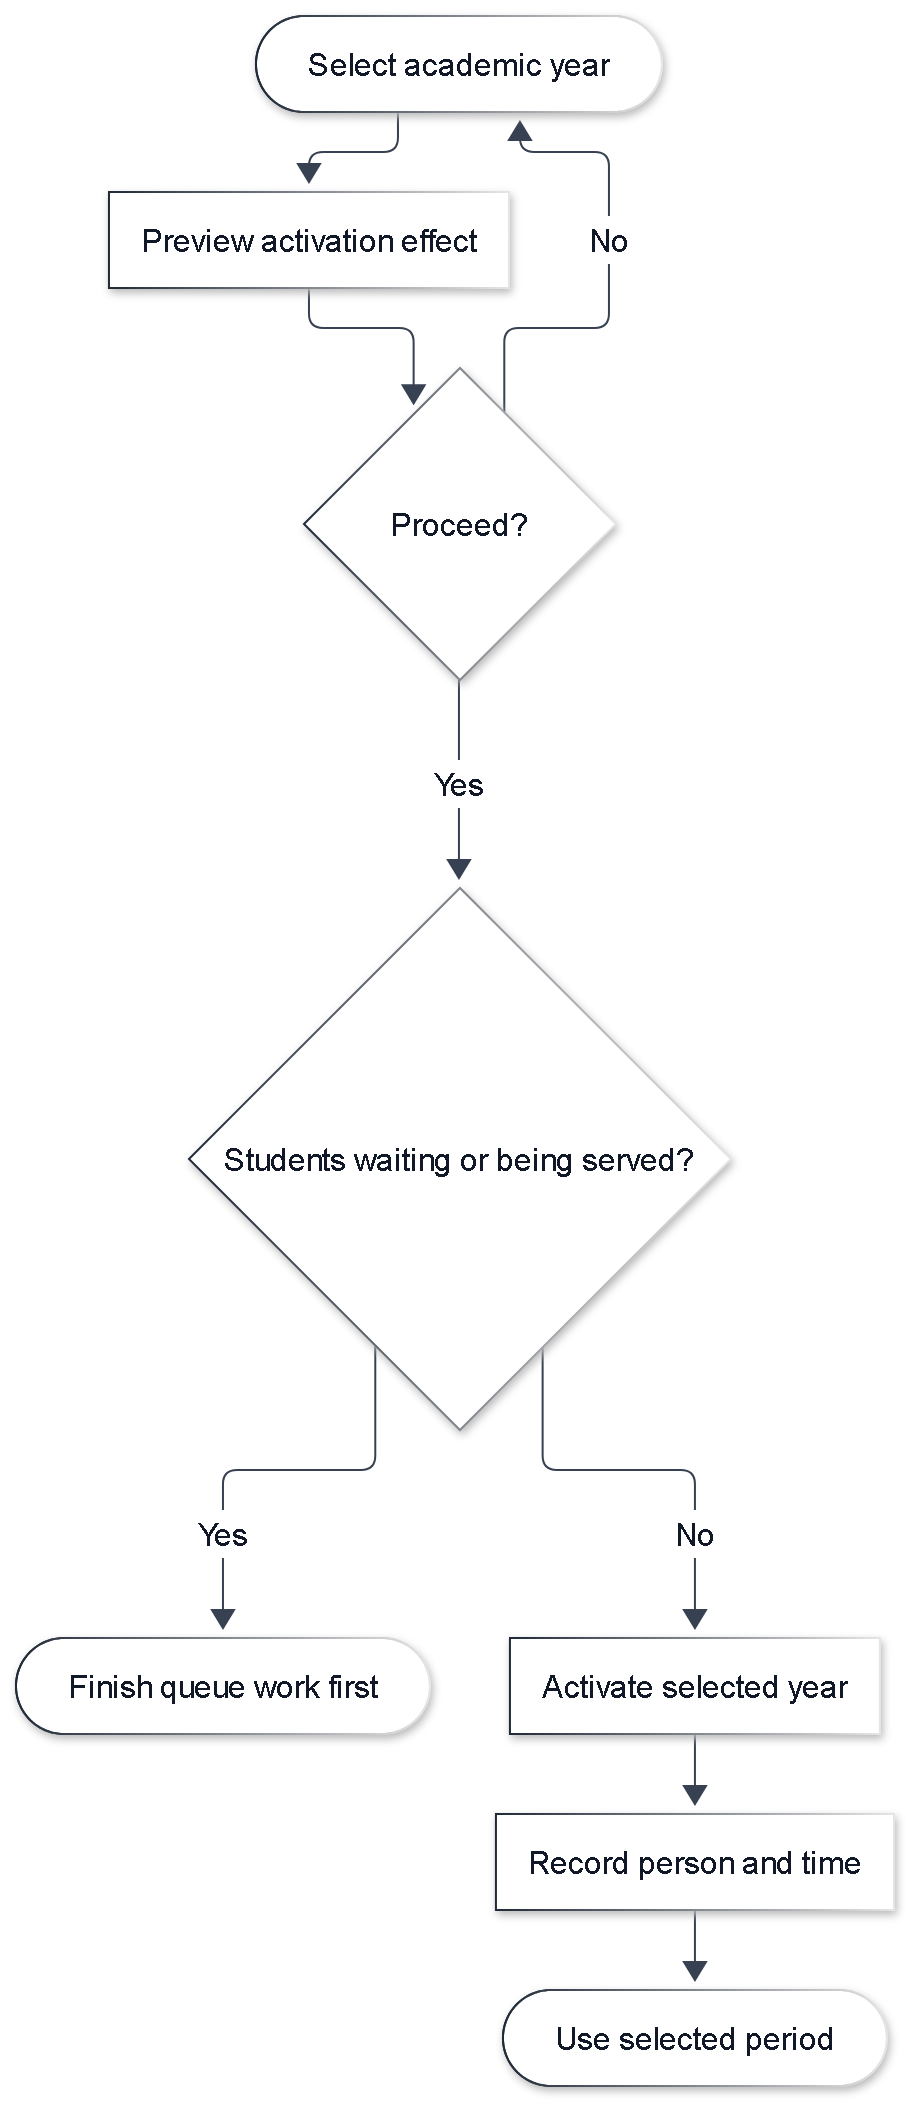 Select academic year
Preview activation effect
No
Proceed?
Yes
Students waiting or being served?
Yes
No
Finish queue work first
Activate selected year
Record person and time
Use selected period